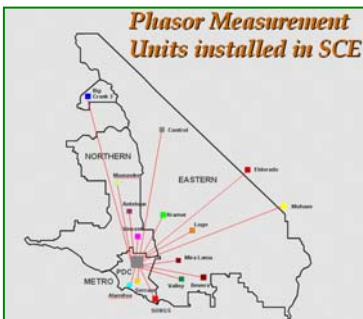 Phasor Measurement
Units installed in SCE
Big
Creek 3
Control
NORTHERN
EASTERN
Eldorado
Antelope
Mohave
Kramer
Vincent
Lugo
Mira Loma
PDC
METRO
Devers
Valley
Serrano
Alamitos
SONGS